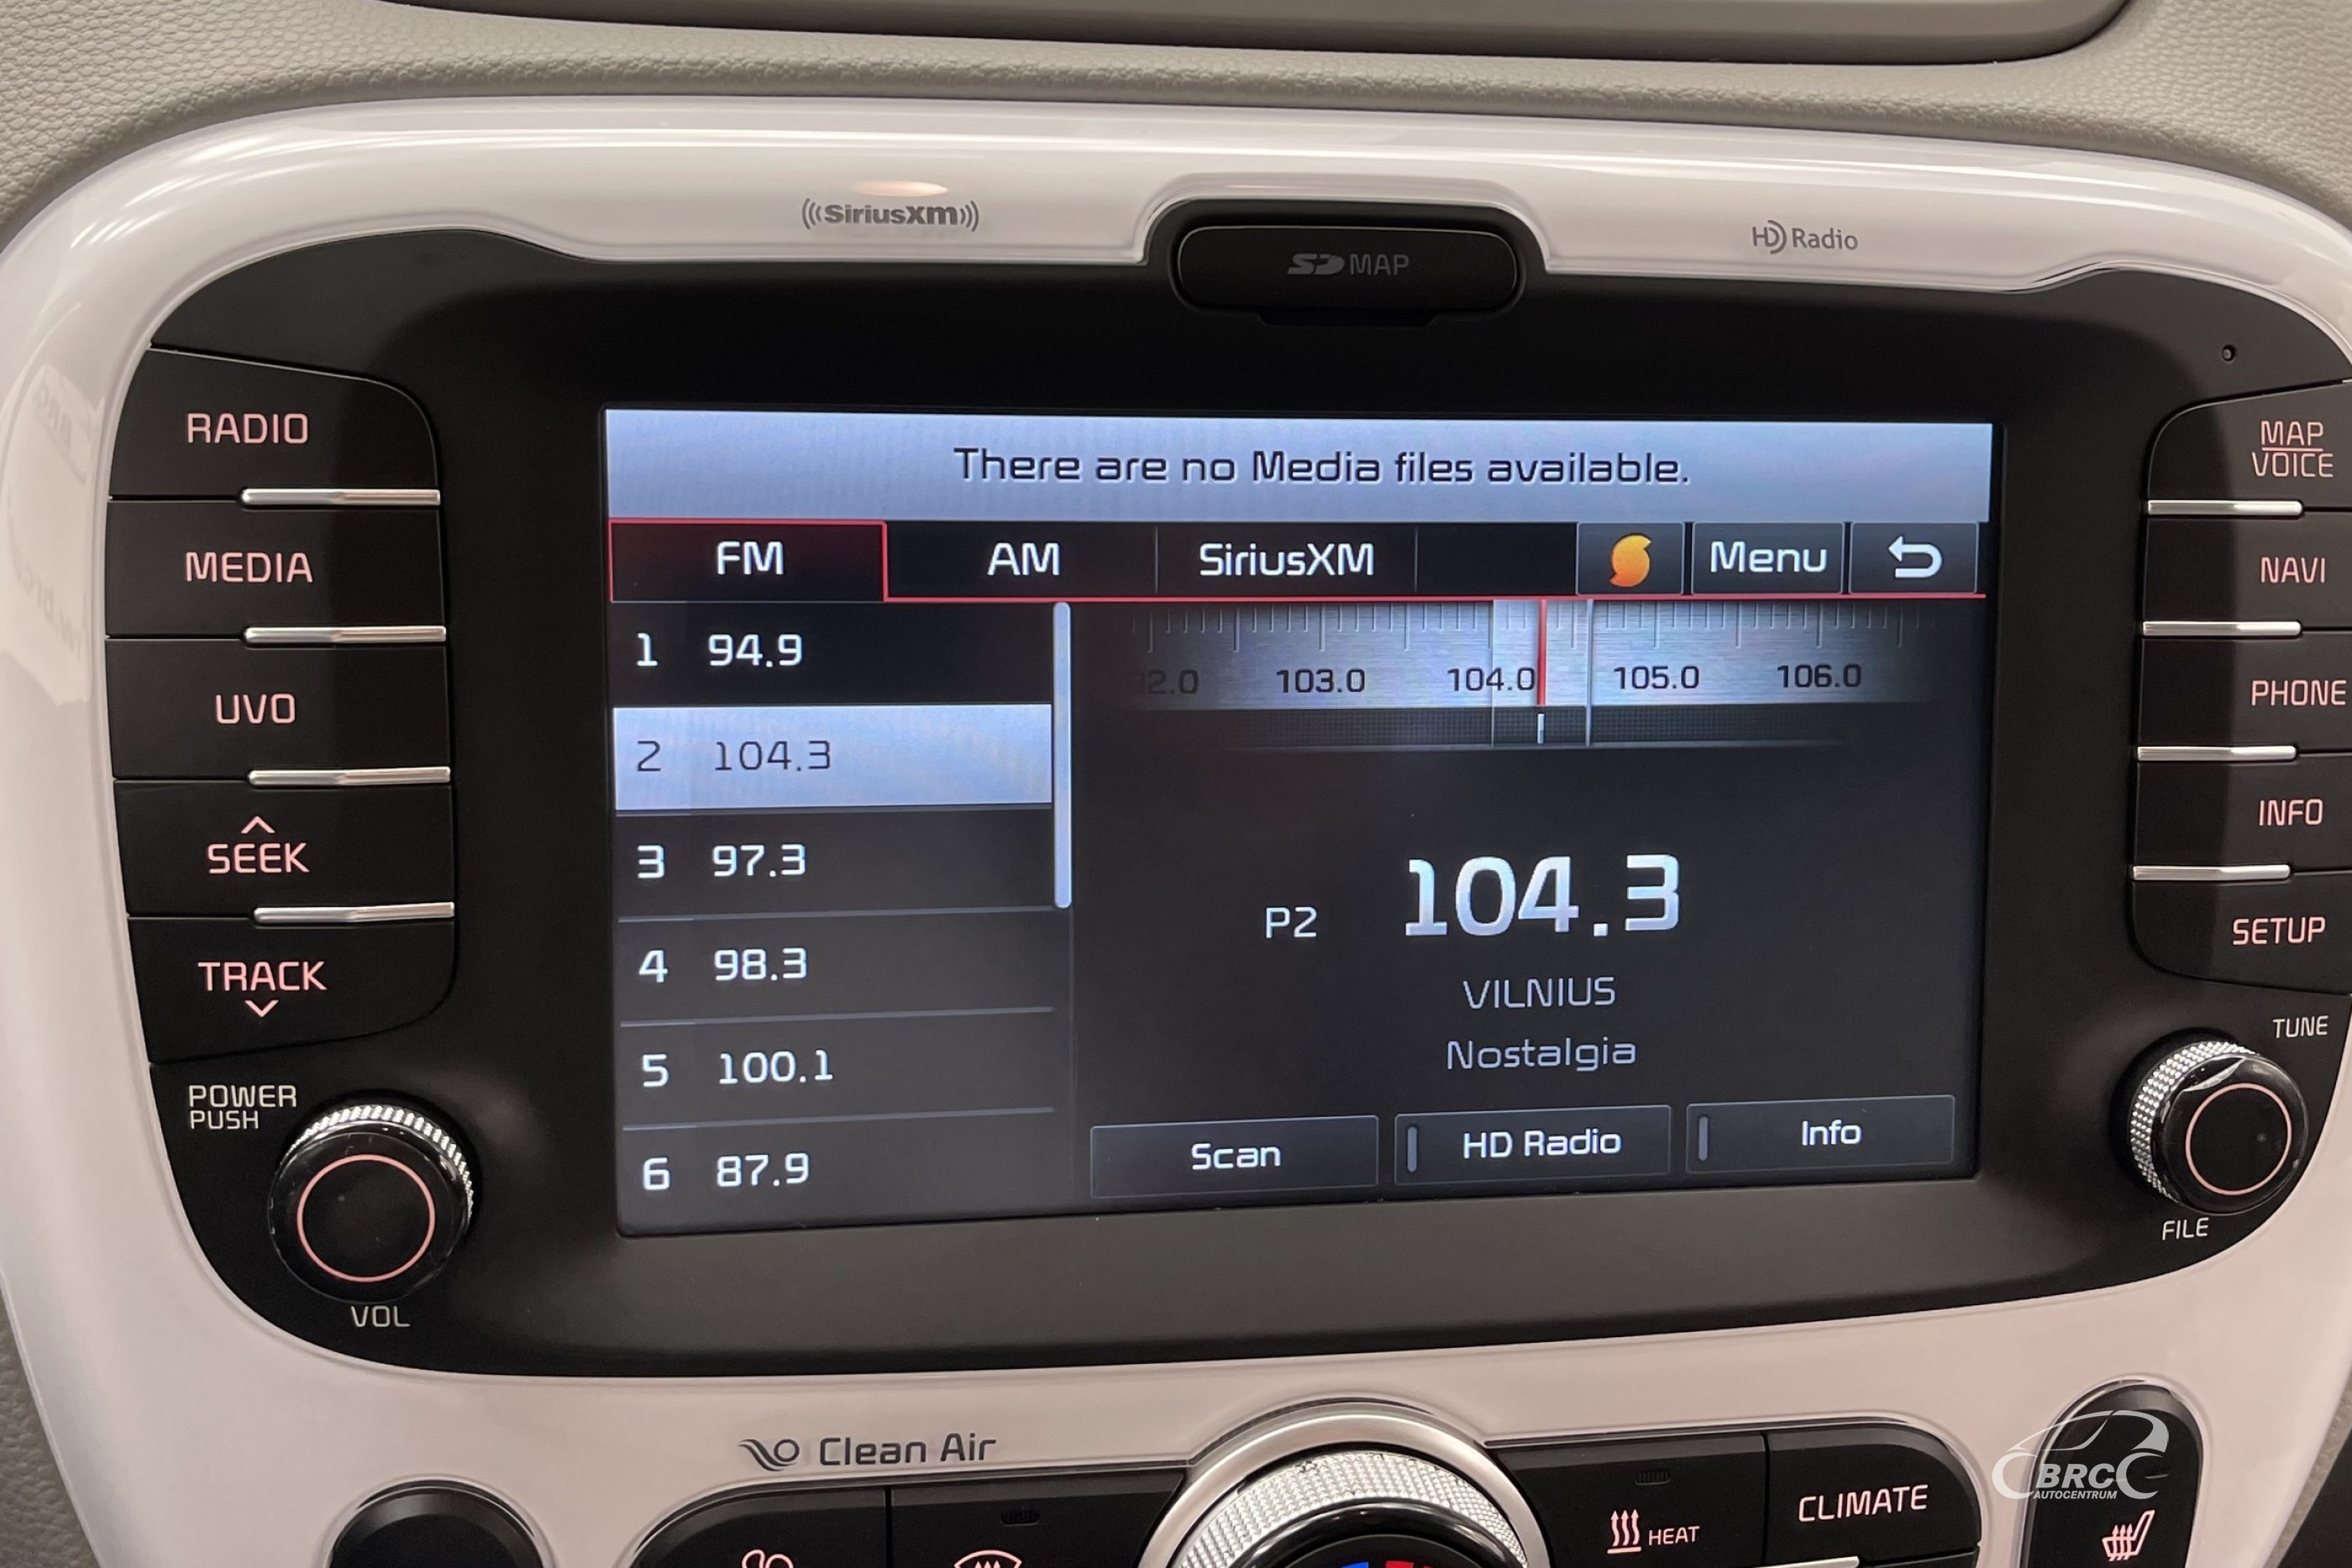 SiriusXM
SD MAP
HD Radio
RADIO
MEDIA
UVO
SEEK
TRACK
POWER
PUSH
VOL
There are no Media files available.
FM AM SiriusXM Menu
1 94.9
2 104.3
3 97.3
4 98.3
5 100.1
6 87.9
103.0 104.0 105.0 106.0
P2 104.3
VILNIUS
Nostalgia
Scan HD Radio Info
MAP
VOICE
NAVI
PHONE
INFO
SETUP
TUNE
FILE
Clean Air
HEAT
CLIMATE
BRC
AUTOCENTRUM